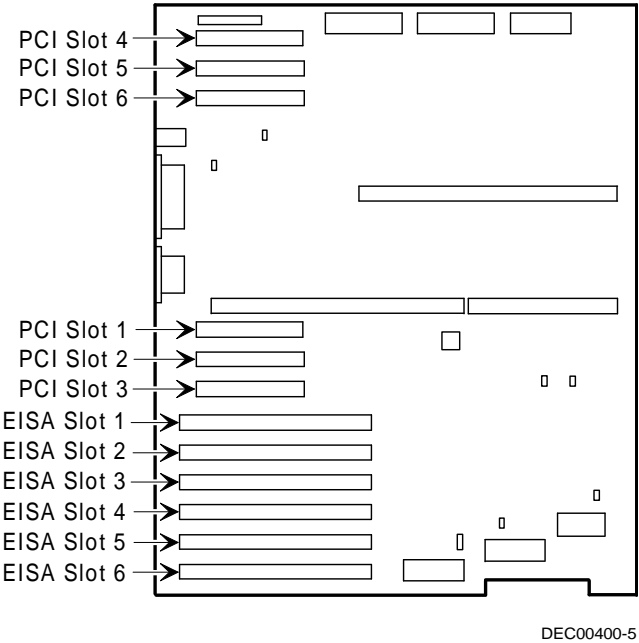 PCI Slot 4
PCI Slot 5
PCI Slot 6
PCI Slot 1
PCI Slot 2
PCI Slot 3
EISA Slot 1
EISA Slot 2
EISA Slot 3
EISA Slot 4
EISA Slot 5
EISA Slot 6
DEC00400-5